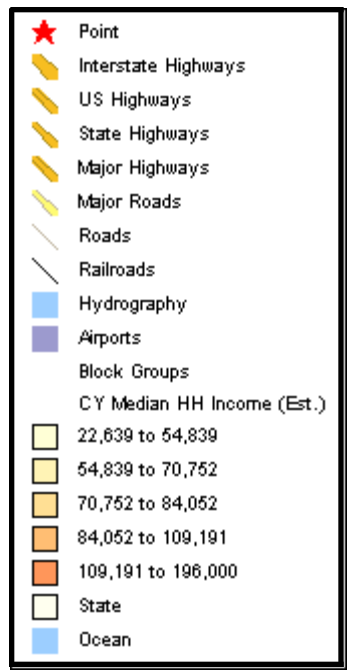 Point
Interstate Highways
US Highways
State Highways
Major Highways
Major Roads
Roads
Railroads
Hydrography
Airports
Block Groups
CY Median HH Income (Est.)
22,639 to 54,839
54,839 to 70,752
70,752 to 84,052
84,052 to 109,191
109,191 to 196,000
State
Ocean